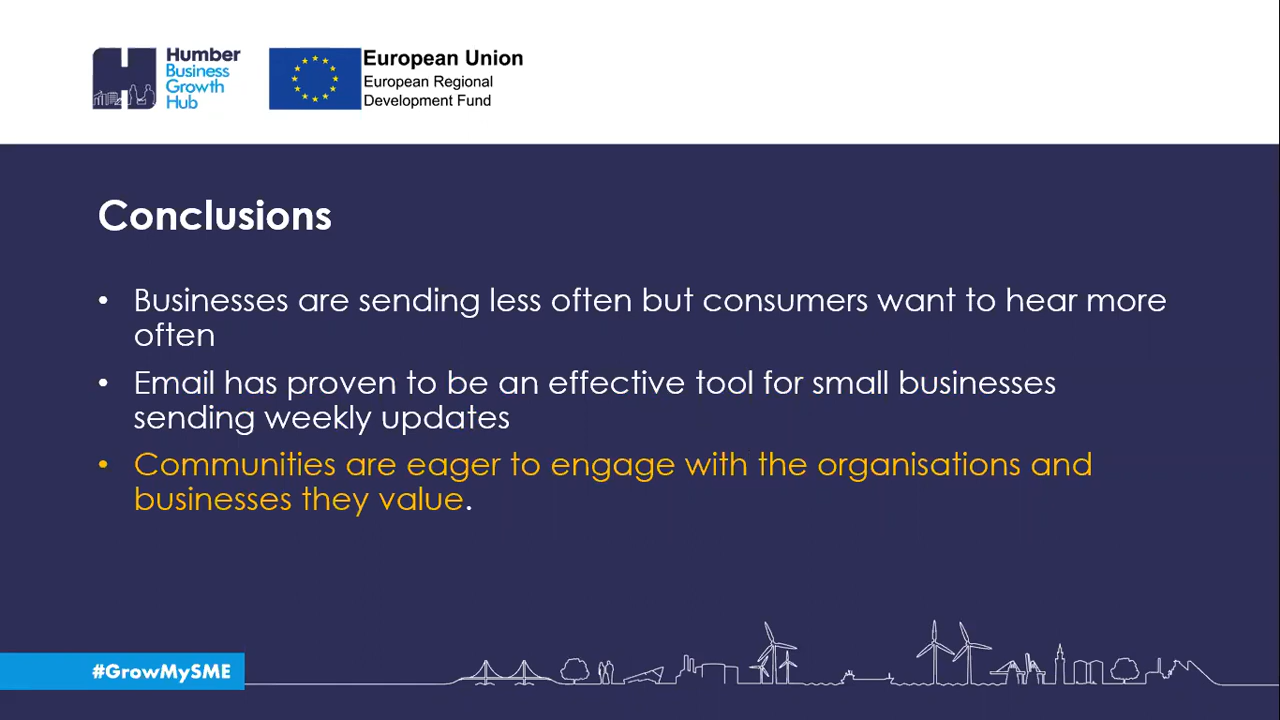 Humber
Business
Growth
Hub
European Union
European Regional
Development Fund
Conclusions
• Businesses are sending less often but consumers want to hear more
often
• Email has proven to be an effective tool for small businesses
sending weekly updates
• Communities are eager to engage with the organisations and
businesses they value.
#GrowMySME